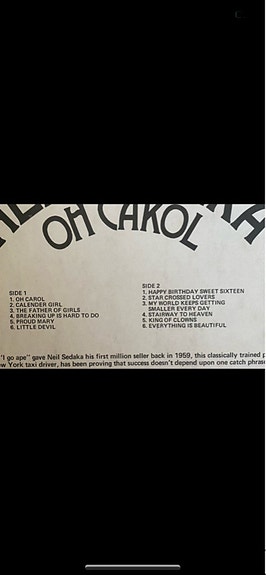 OH CAROL
SIDE 1
1. OH CAROL
2. CALENDER GIRL
3. THE FATHER OF GIRLS
4. BREAKING UP IS HARD TO DO
5. PROUD MARY
6. LITTLE DEVIL
SIDE 2
1. HAPPY BIRTHDAY SWEET SIXTEEN
2. STAR CROSSED LOVERS
3. MY WORLD KEEPS GETTING
SMALLER EVERY DAY
4. STAIRWAY TO HEAVEN
5. KING OF CLOWNS
6. EVERYTHING IS BEAUTIFUL
"I go ape" gave Neil Sedaka his first million seller back in 1959, this classically trained
York taxi driver, has been proving that success doesn't depend upon one catch